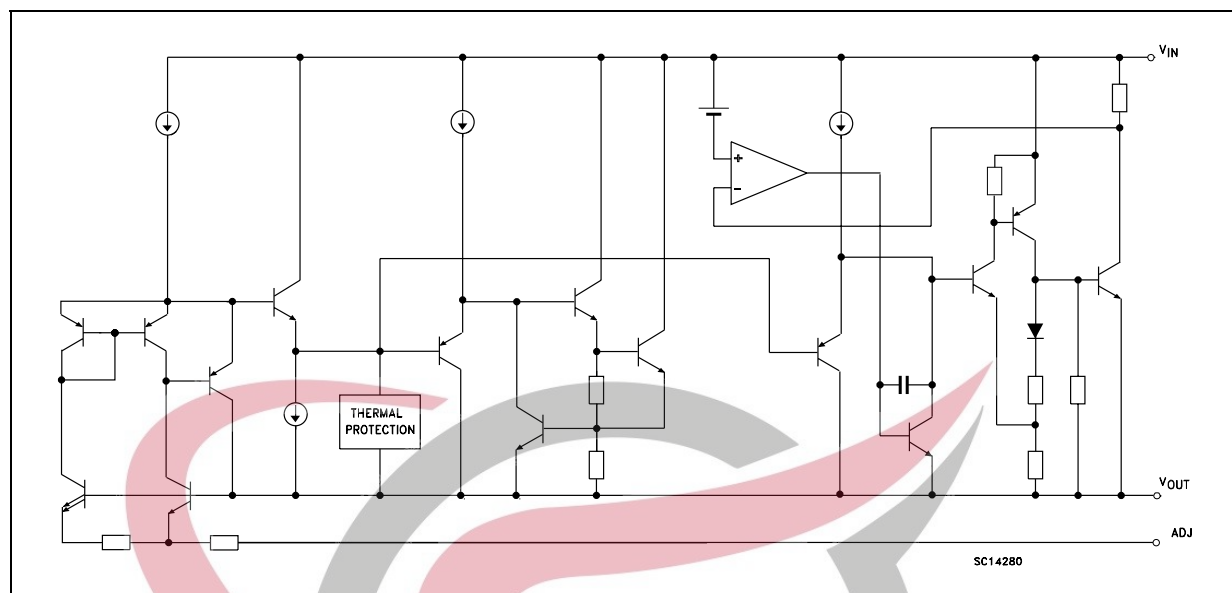 VIN
+
−
THERMAL
PROTECTION
VOUT
ADJ
SC14280